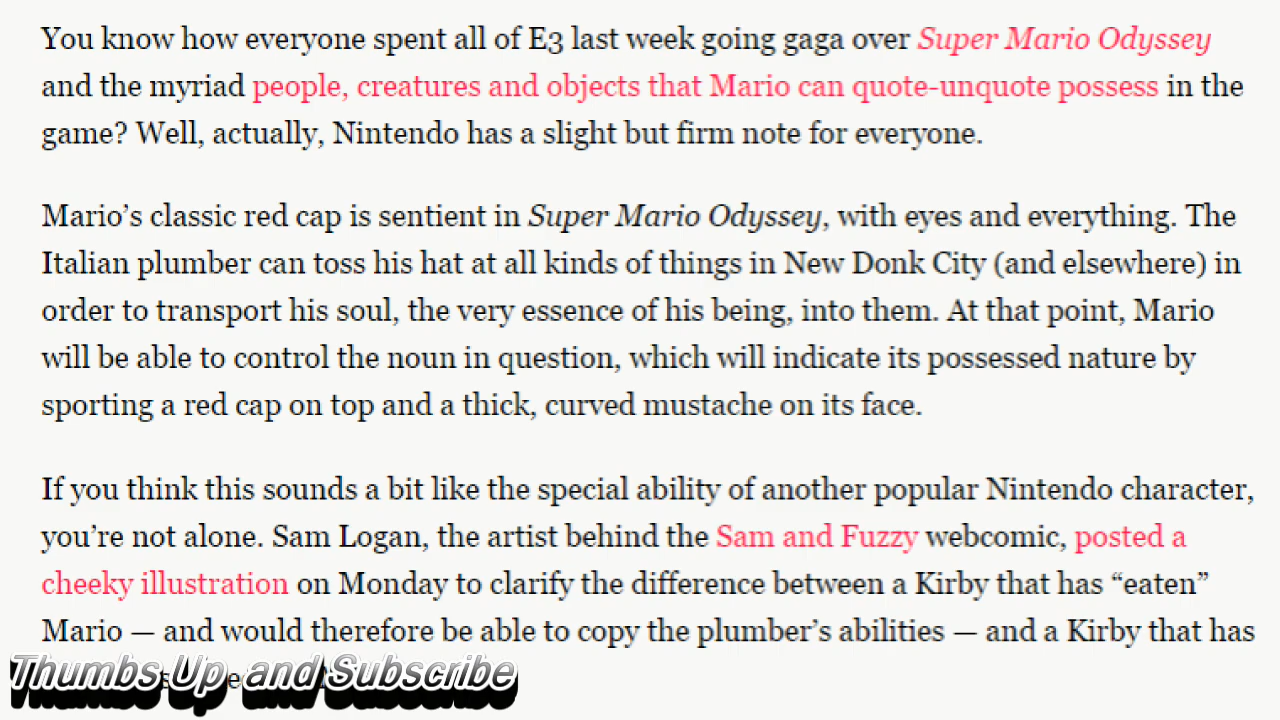 You know how everyone spent all of E3 last week going gaga over Super Mario Odyssey
and the myriad people, creatures and objects that Mario can quote-unquote possess in the
game? Well, actually, Nintendo has a slight but firm note for everyone.
Mario’s classic red cap is sentient in Super Mario Odyssey, with eyes and everything. The
Italian plumber can toss his hat at all kinds of things in New Donk City (and elsewhere) in
order to transport his soul, the very essence of his being, into them. At that point, Mario
will be able to control the noun in question, which will indicate its possessed nature by
sporting a red cap on top and a thick, curved mustache on its face.
If you think this sounds a bit like the special ability of another popular Nintendo character,
you’re not alone. Sam Logan, the artist behind the Sam and Fuzzy webcomic, posted a
cheeky illustration on Monday to clarify the difference between a Kirby that has “eaten”
Mario — and would therefore be able to copy the plumber’s abilities — and a Kirby that has
Thumbs Up and Subscribe